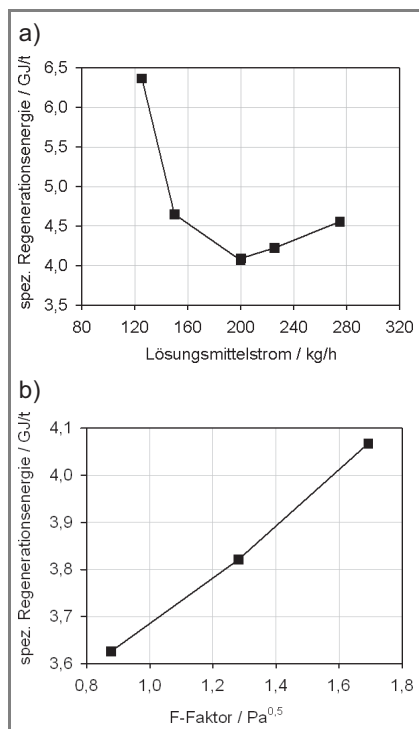 a)
spez. Regenerationsenergie / GJ/t
6,5
6,0
5,5
5,0
4,5
4,0
3,5
80 120 160 200 240 280 320
Lösungsmittelstrom / kg/h
b)
spez. Regenerationsenergie / GJ/t
4,1
4,0
3,9
3,8
3,7
3,6
0,8 1,0 1,2 1,4 1,6 1,8
F-Faktor / Pa^0,5